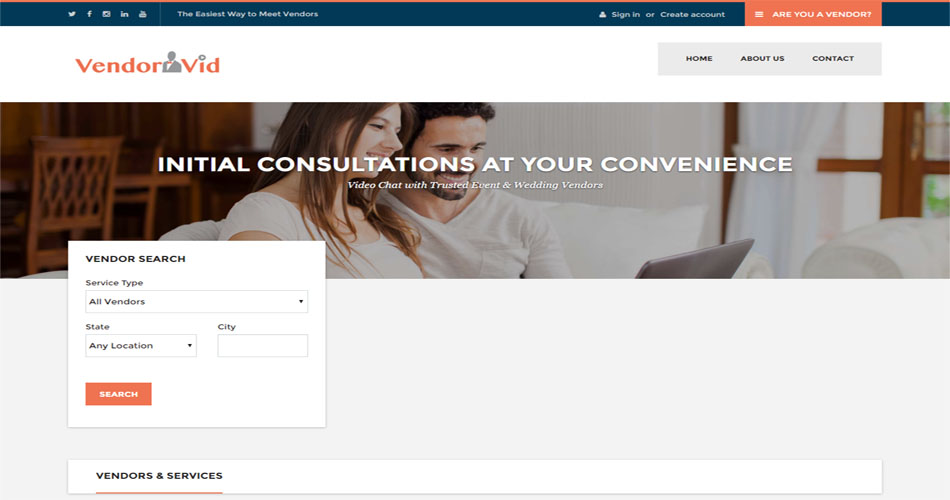 The Easiest Way to Meet Vendors
Sign in or Create account
ARE YOU A VENDOR?
VendorVid
HOME ABOUT US CONTACT
INITIAL CONSULTATIONS AT YOUR CONVENIENCE
Video Chat with Trusted Event & Wedding Vendors
VENDOR SEARCH
Service Type
All Vendors
State City
Any Location
SEARCH
VENDORS & SERVICES